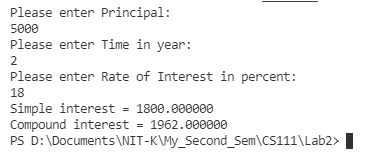 Please enter Principal:
5000
Please enter Time in year:
2
Please enter Rate of Interest in percent:
18
Simple interest = 1800.000000
Compound interest = 1962.000000
PS D:\Documents\NIT-K\My_Second_Sem\CS111\Lab2>